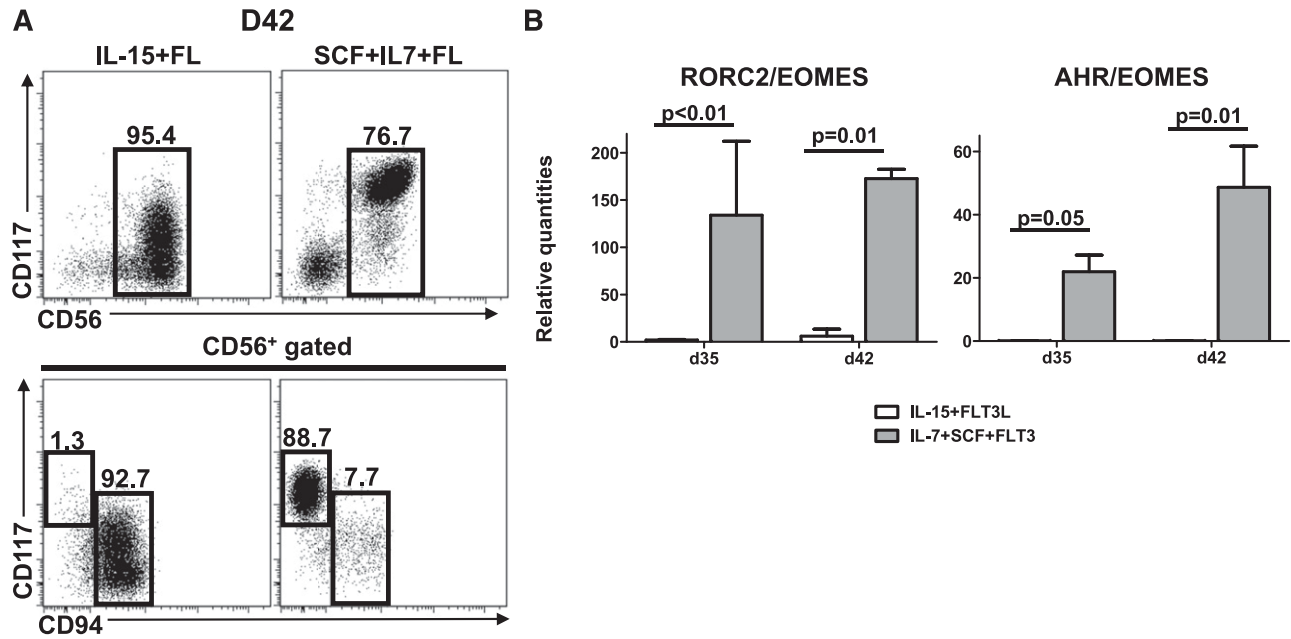 A
D42
IL-15+FL
SCF+IL7+FL
95.4
76.7
CD117
CD56
CD56+ gated
1.3
92.7
88.7
7.7
CD117
CD94
B
RORC2/EOMES
AHR/EOMES
Relative quantities
p<0.01
p=0.01
200
150
100
50
0
d35
d42
p=0.05
p=0.01
60
40
20
0
d35
d42
IL-15+FLT3L
IL-7+SCF+FLT3